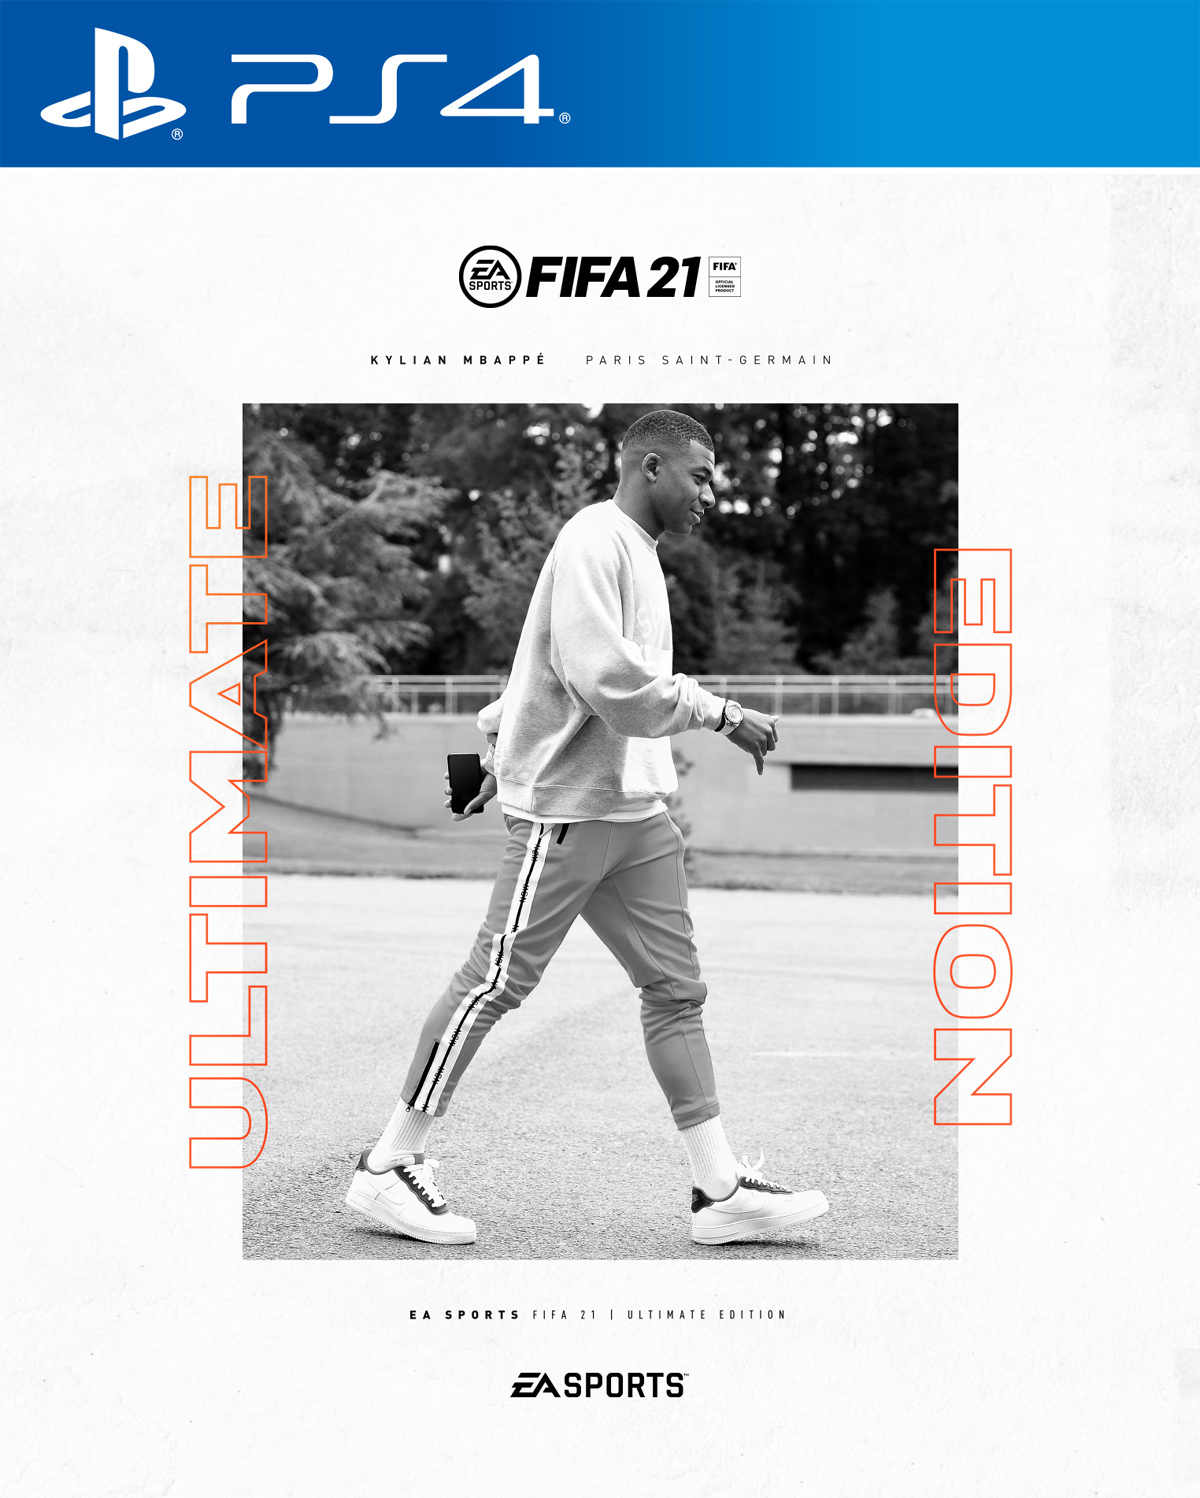 PS4
EA SPORTS FIFA 21 FIFA
OFFICIAL
LICENSED
PRODUCT
KYLIAN MBAPPÉ PARIS SAINT-GERMAIN
ULTIMATE
EDITION
NSW
EA SPORTS FIFA 21 | ULTIMATE EDITION
EA SPORTS™